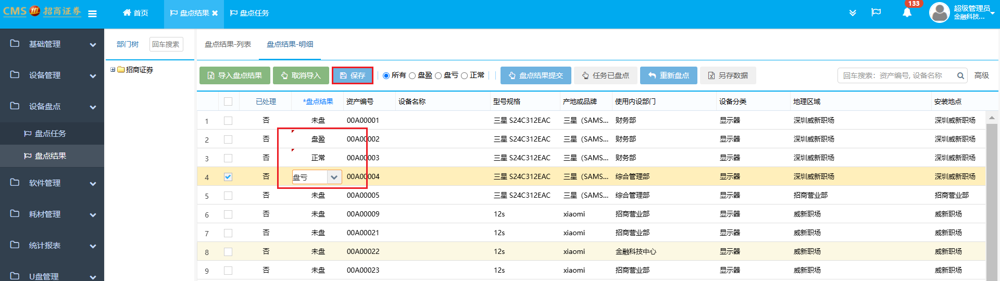 CMS 招商证券
首页
盘点结果
盘点任务
133
超级管理员
金融科技...
基础管理
设备管理
设备盘点
盘点任务
盘点结果
软件管理
耗材管理
统计报表
U盘管理
部门树
回车搜索
招商证券
盘点结果-列表
盘点结果-明细
导入盘点结果
取消导入
保存
所有
盘盈
盘亏
正常
盘点结果提交
任务已盘点
重新盘点
另存数据
回车搜索：资产编号, 设备名称
高级
已处理 *盘点结果 资产编号 设备名称 型号规格 产地或品牌 使用内设部门 设备分类 地理区域 安装地点
1 否 未盘 00A00001 三星 S24C312EAC 三星（SAMS... 财务部 显示器 深圳威新职场 深圳威新职场
2 否 盘盈 00A00002 三星 S24C312EAC 三星（SAMS... 财务部 显示器 深圳威新职场 深圳威新职场
3 否 正常 00A00003 三星 S24C312EAC 三星（SAMS... 财务部 显示器 深圳威新职场 深圳威新职场
4 否 盘亏 00A00004 三星 S24C312EAC 三星（SAMS... 综合管理部 显示器 深圳威新职场 深圳威新职场
5 否 未盘 00A00005 三星 S24C312EAC 三星（SAMS... 综合管理部 显示器 招商营业部 招商营业部
6 否 未盘 00A00009 12s xiaomi 招商营业部 显示器 威新职场 威新职场
7 否 未盘 00A00021 12s xiaomi 招商营业部 显示器 威新职场 威新职场
8 否 未盘 00A00022 12s xiaomi 金融科技中心 显示器 威新职场 威新职场
9 否 未盘 00A00023 12s xiaomi 招商营业部 显示器 威新职场 威新职场